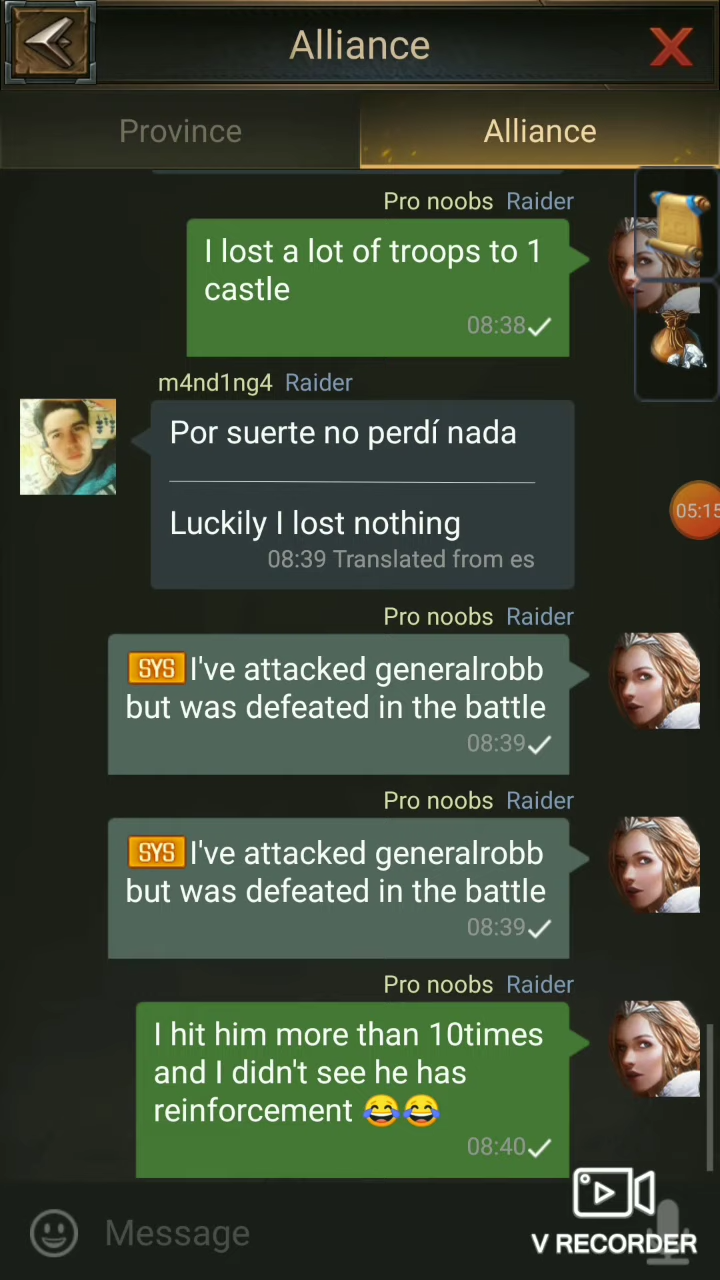 Alliance
Province
Alliance
Pro noobs Raider
I lost a lot of troops to 1
castle
08:38
m4nd1ng4 Raider
Por suerte no perdí nada
Luckily I lost nothing
08:39 Translated from es
05:15
Pro noobs Raider
SYS I've attacked generalrobb
but was defeated in the battle
08:39
Pro noobs Raider
SYS I've attacked generalrobb
but was defeated in the battle
08:39
Pro noobs Raider
I hit him more than 10times
and I didn't see he has
reinforcement 😂😂
08:40
Message
V RECORDER